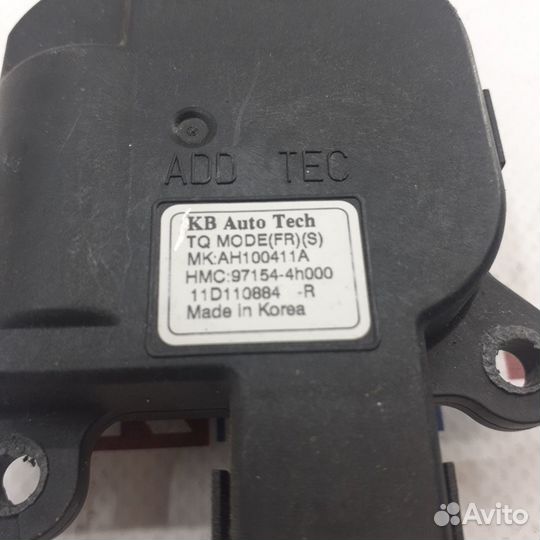 ADD TEC
KB Auto Tech
TQ MODE(FR)(S)
MK:AH100411A
HMC:97154-4h000
11D110884 -R
Made in Korea
Avito